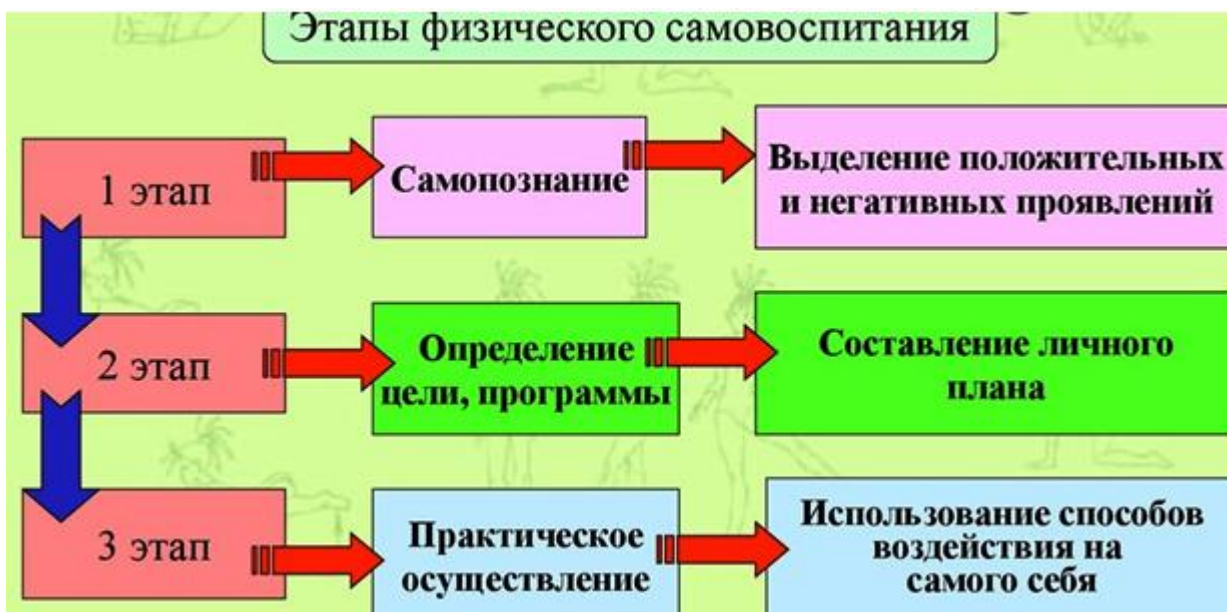 Этапы физического самовоспитания
1 этап
Самопознание
Выделение положительных
и негативных проявлений
2 этап
Определение
цели, программы
Составление личного
плана
3 этап
Практическое
осуществление
Использование способов
воздействия на
самого себя